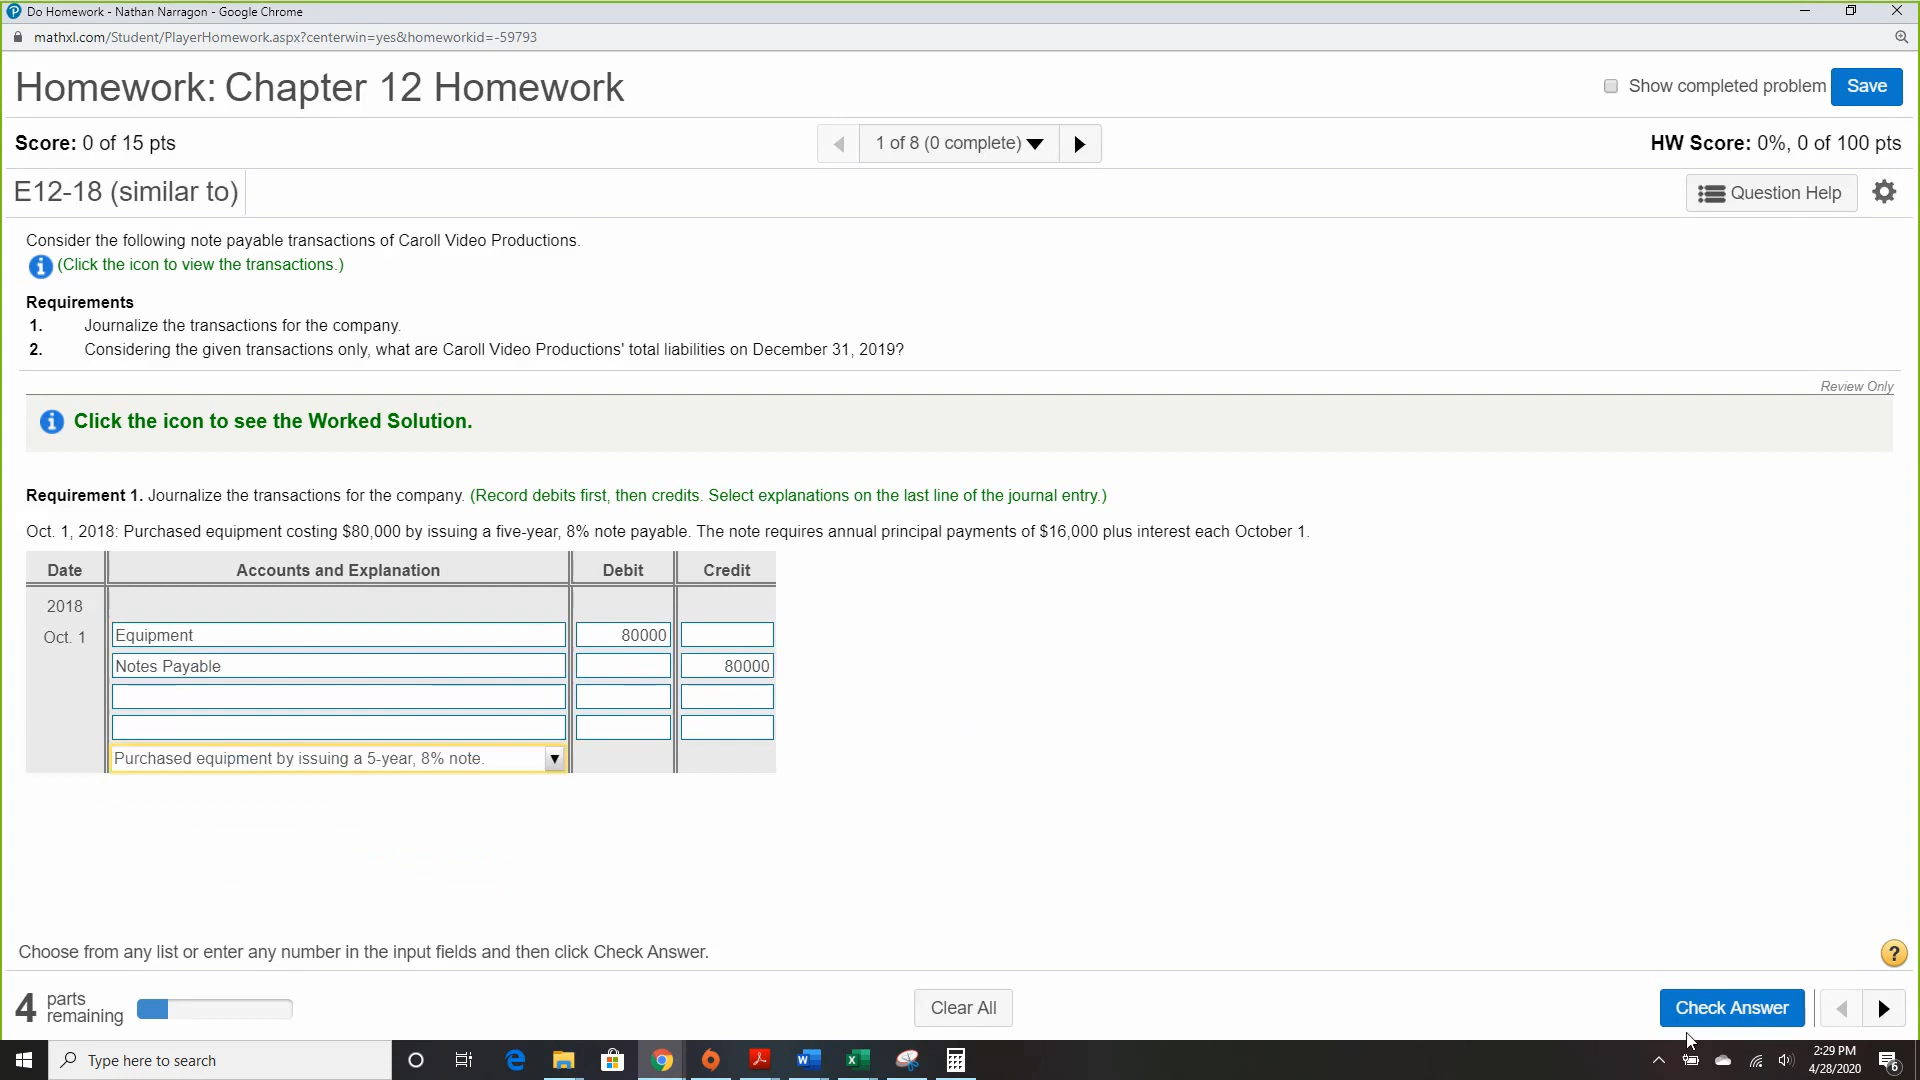 Do Homework - Nathan Narragon - Google Chrome
mathxl.com/Student/PlayerHomework.aspx?centerwin=yes&homeworkid=-59793
Homework: Chapter 12 Homework
Show completed problem
Save
Score: 0 of 15 pts
1 of 8 (0 complete)
HW Score: 0%, 0 of 100 pts
E12-18 (similar to)
Question Help
Consider the following note payable transactions of Caroll Video Productions.
(Click the icon to view the transactions.)
Requirements
1. Journalize the transactions for the company.
2. Considering the given transactions only, what are Caroll Video Productions' total liabilities on December 31, 2019?
Review Only
Click the icon to see the Worked Solution.
Requirement 1. Journalize the transactions for the company. (Record debits first, then credits. Select explanations on the last line of the journal entry.)
Oct. 1, 2018: Purchased equipment costing $80,000 by issuing a five-year, 8% note payable. The note requires annual principal payments of $16,000 plus interest each October 1.
Date Accounts and Explanation Debit Credit
2018
Oct. 1 Equipment 80000
Notes Payable 80000
Purchased equipment by issuing a 5-year, 8% note.
Choose from any list or enter any number in the input fields and then click Check Answer.
?
4 parts remaining
Clear All
Check Answer
Type here to search
2:29 PM
4/28/2020
6